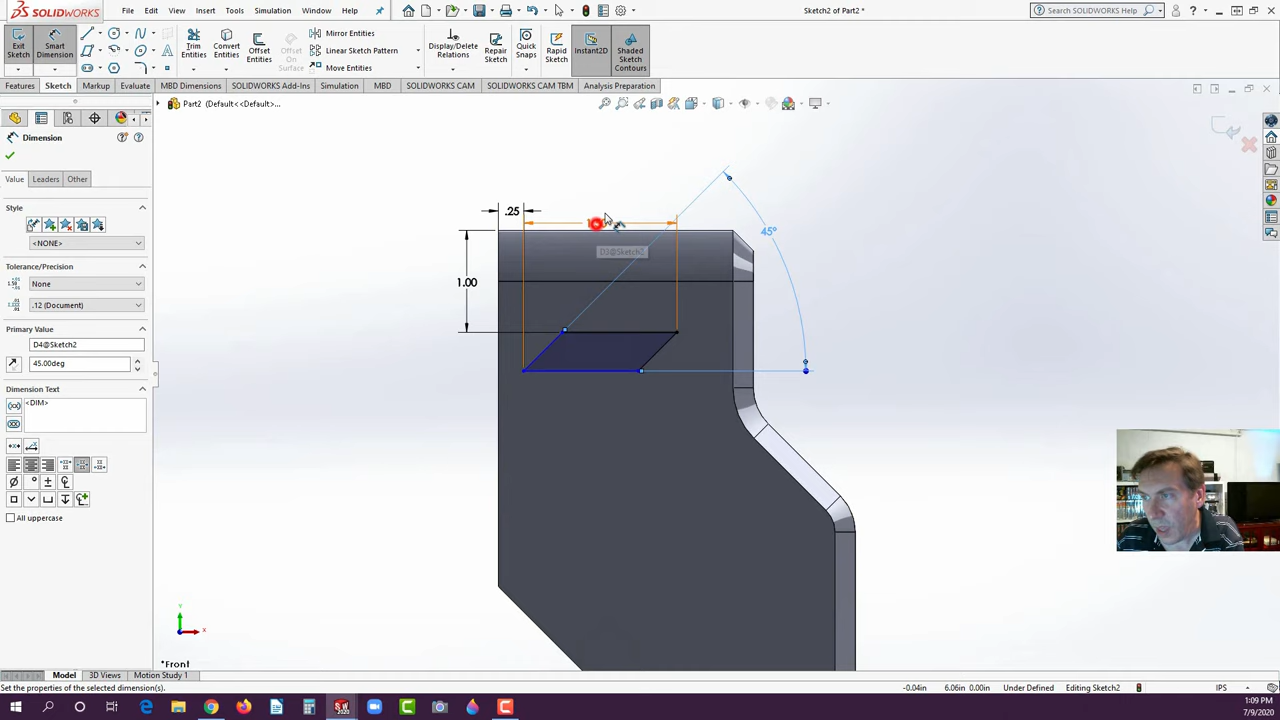 SOLIDWORKS
File Edit View Insert Tools Simulation Window Help
Sketch2 of Part2 *
Search SOLIDWORKS Help
Exit Sketch
Smart Dimension
Trim Entities
Convert Entities
Offset Entities
Offset On Surface
Mirror Entities
Linear Sketch Pattern
Move Entities
Display/Delete Relations
Repair Sketch
Quick Snaps
Rapid Sketch
Instant2D
Shaded Sketch Contours
Features Sketch Markup Evaluate MBD Dimensions SOLIDWORKS Add-Ins Simulation MBD SOLIDWORKS CAM SOLIDWORKS CAM TBM Analysis Preparation
Part2 (Default<<Default>...
Dimension
Value Leaders Other
Style
<NONE>
Tolerance/Precision
None
.12 (Document)
Primary Value
D4@Sketch2
45.00deg
Dimension Text
<DIM>
All uppercase
.25
1.00
45°
D3@Sketch2
Y
X
*Front
Model 3D Views Motion Study 1
Set the properties of the selected dimension(s).
-0.04in 6.06in 0.00in Under Defined Editing Sketch2 IPS
1:09 PM
7/9/2020